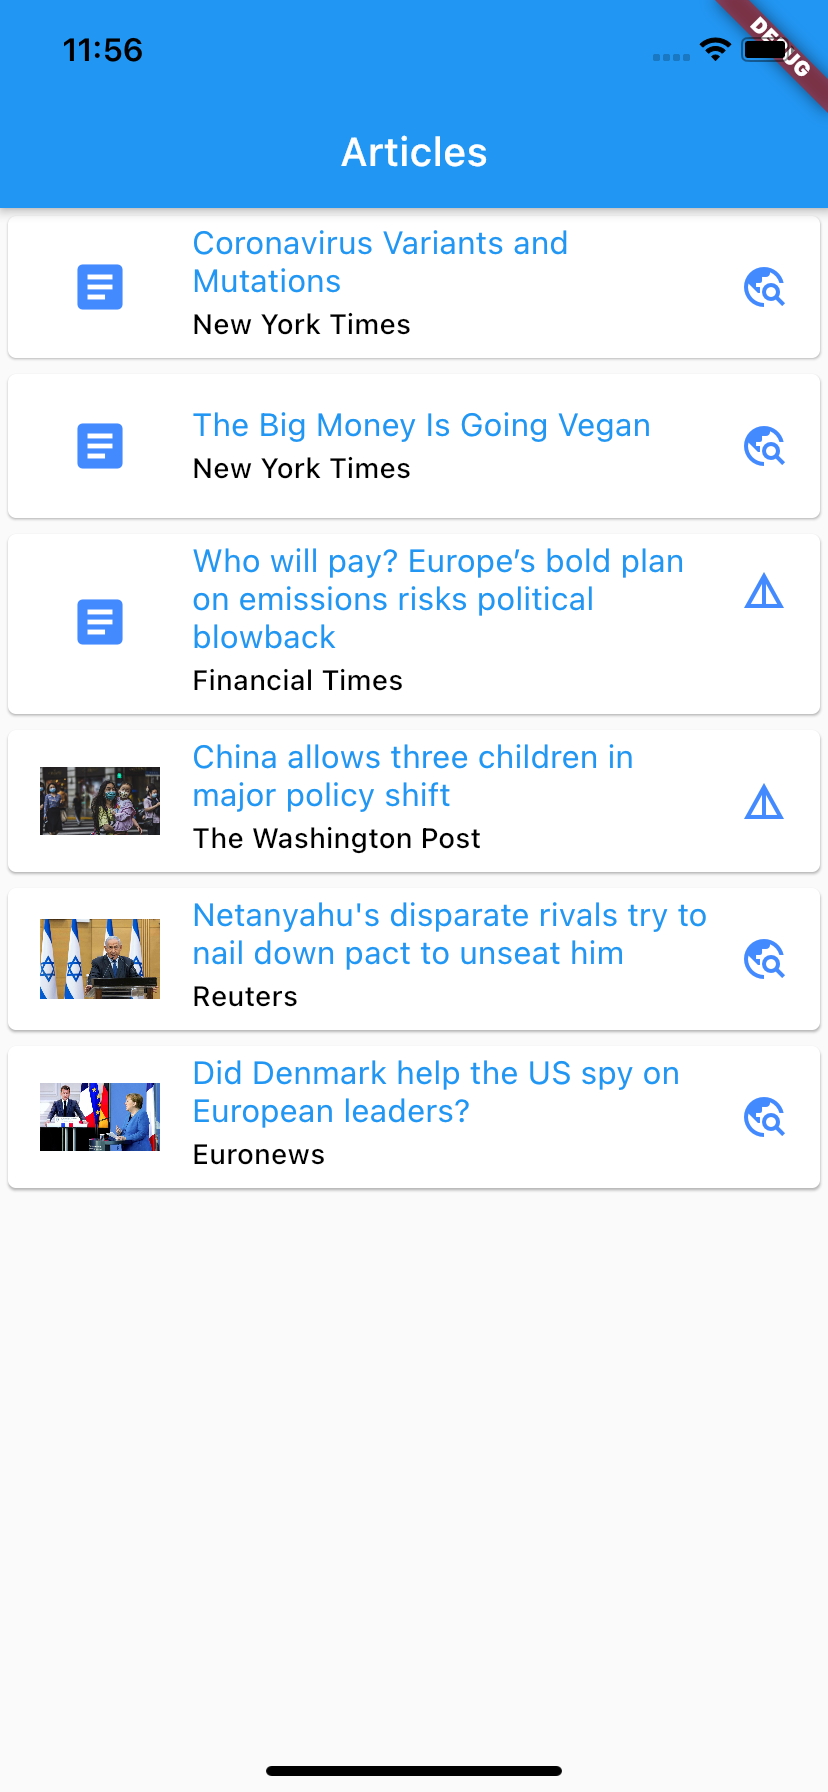 11:56
DEBUG
Articles
Coronavirus Variants and
Mutations
New York Times
The Big Money Is Going Vegan
New York Times
Who will pay? Europe’s bold plan
on emissions risks political
blowback
Financial Times
China allows three children in
major policy shift
The Washington Post
Netanyahu's disparate rivals try to
nail down pact to unseat him
Reuters
Did Denmark help the US spy on
European leaders?
Euronews